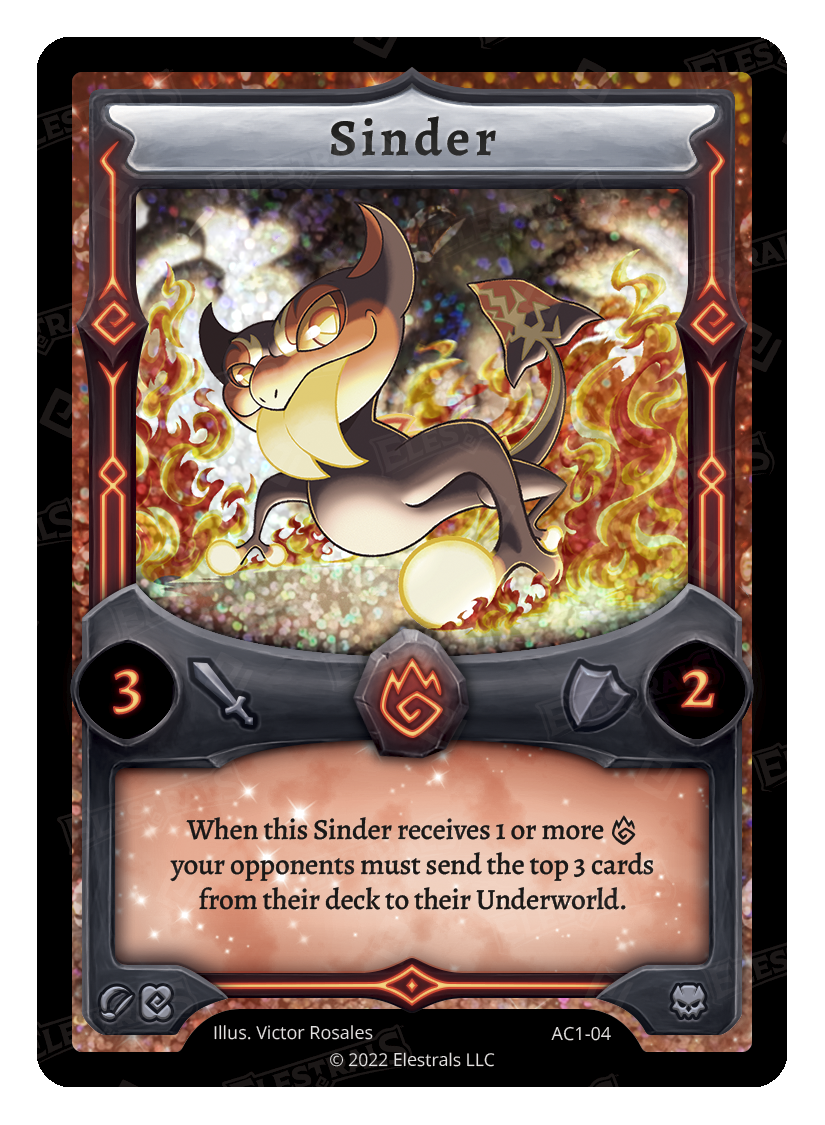 Sinder
3
2
When this Sinder receives 1 or more
your opponents must send the top 3 cards
from their deck to their Underworld.
Illus. Victor Rosales
AC1-04
© 2022 Elestrals LLC